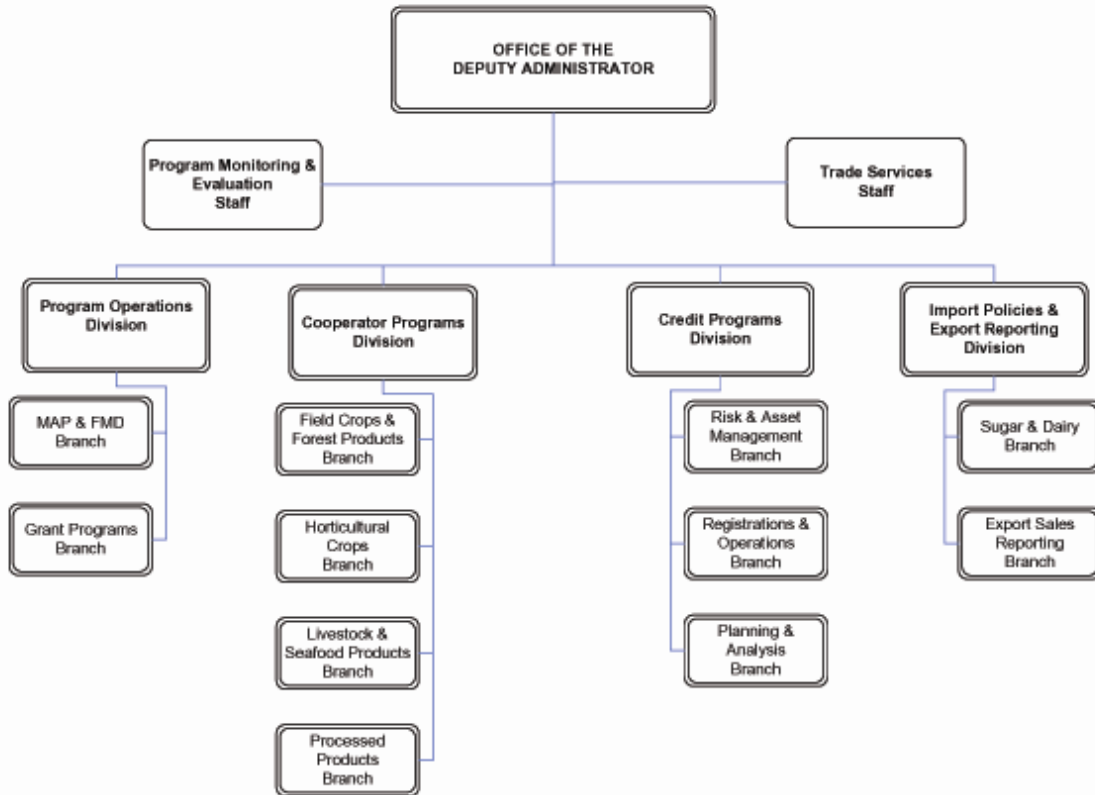 OFFICE OF THE
DEPUTY ADMINISTRATOR
Program Monitoring &
Evaluation
Staff
Trade Services
Staff
Program Operations
Division
Cooperator Programs
Division
Credit Programs
Division
Import Policies &
Export Reporting
Division
MAP & FMD
Branch
Grant Programs
Branch
Field Crops &
Forest Products
Branch
Horticultural
Crops
Branch
Livestock &
Seafood Products
Branch
Processed
Products
Branch
Risk & Asset
Management
Branch
Registrations &
Operations
Branch
Planning &
Analysis
Branch
Sugar & Dairy
Branch
Export Sales
Reporting
Branch